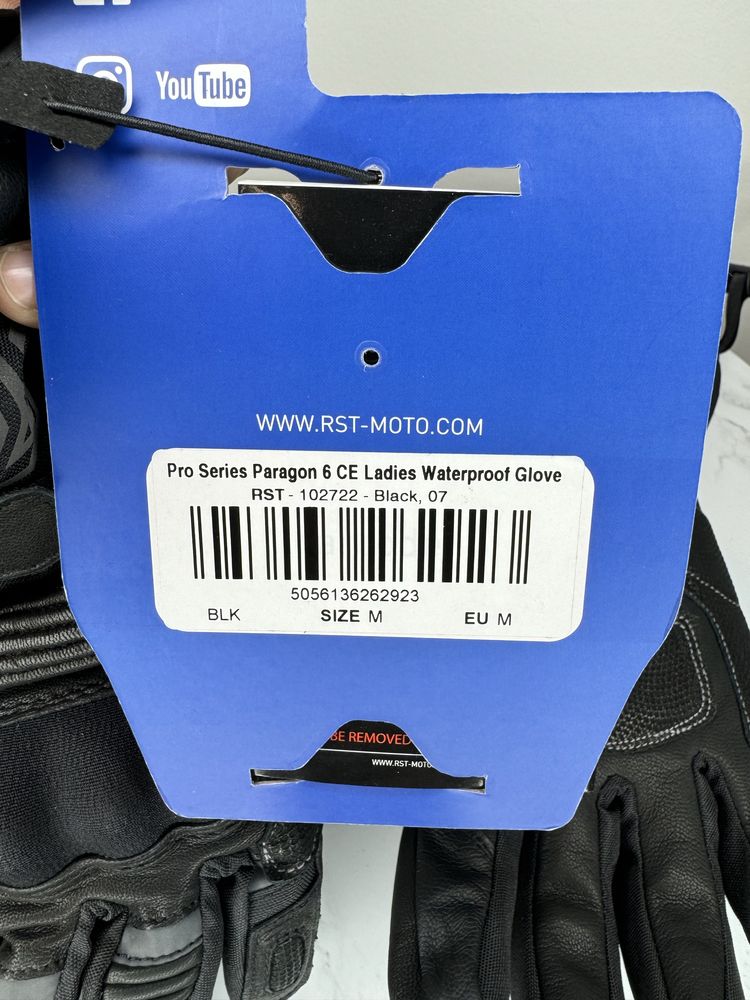 YouTube
WWW.RST-MOTO.COM
Pro Series Paragon 6 CE Ladies Waterproof Glove
RST - 102722 - Black, 07
5056136262923
BLK SIZE M EU M
BE REMOVED
WWW.RST-MOTO